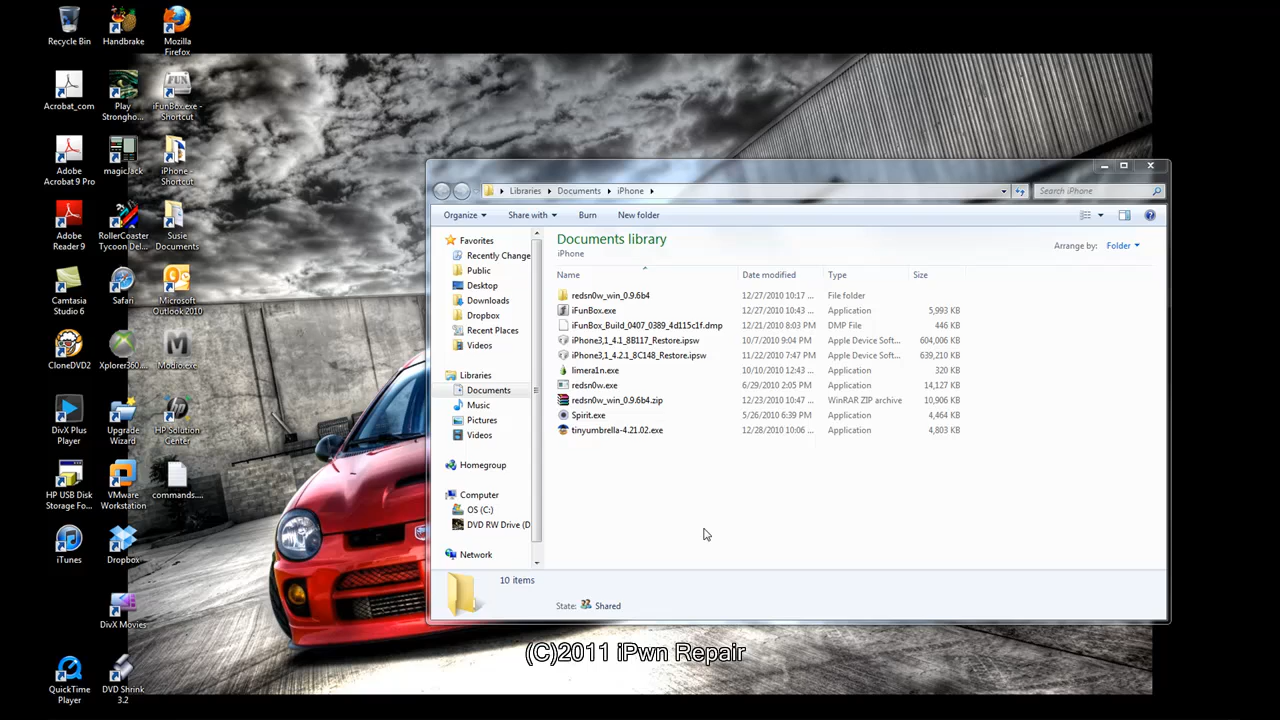 Recycle Bin
Handbrake
Mozilla
Firefox
Acrobat_com
Play
Strongho...
iFunBox.exe -
Shortcut
Adobe
Acrobat 9 Pro
magicJack
iPhone -
Shortcut
Adobe
Reader 9
RollerCoaster
Tycoon Del...
Susie
Documents
Camtasia
Studio 6
Safari
Microsoft
Outlook 2010
CloneDVD2
Xplorer360....
Modio.exe
DivX Plus
Player
Upgrade
Wizard
HP Solution
Center
HP USB Disk
Storage Fo...
VMware
Workstation
commands....
iTunes
Dropbox
DivX Movies
QuickTime
Player
DVD Shrink
3.2
Libraries Documents iPhone
Search iPhone
Organize Share with Burn New folder
Favorites
Recently Change
Public
Desktop
Downloads
Dropbox
Recent Places
Videos
Libraries
Documents
Music
Pictures
Videos
Homegroup
Computer
OS (C:)
DVD RW Drive (D
Network
Documents library
iPhone
Arrange by: Folder
Name Date modified Type Size
redsn0w_win_0.9.6b4 12/27/2010 10:17 ... File folder
iFunBox.exe 12/27/2010 10:43 ... Application 5,993 KB
iFunBox_Build_0407_0389_4d115c1f.dmp 12/21/2010 8:03 PM DMP File 446 KB
iPhone3,1_4.1_8B117_Restore.ipsw 10/7/2010 9:04 PM Apple Device Soft... 604,006 KB
iPhone3,1_4.2.1_8C148_Restore.ipsw 11/22/2010 7:47 PM Apple Device Soft... 639,210 KB
limera1n.exe 10/10/2010 12:43 ... Application 320 KB
redsn0w.exe 6/29/2010 2:05 PM Application 14,127 KB
redsn0w_win_0.9.6b4.zip 12/23/2010 10:47 ... WinRAR ZIP archive 10,906 KB
Spirit.exe 5/26/2010 6:39 PM Application 4,464 KB
tinyumbrella-4.21.02.exe 12/28/2010 10:06 ... Application 4,803 KB
10 items
State: Shared
(C)2011 iPwn Repair